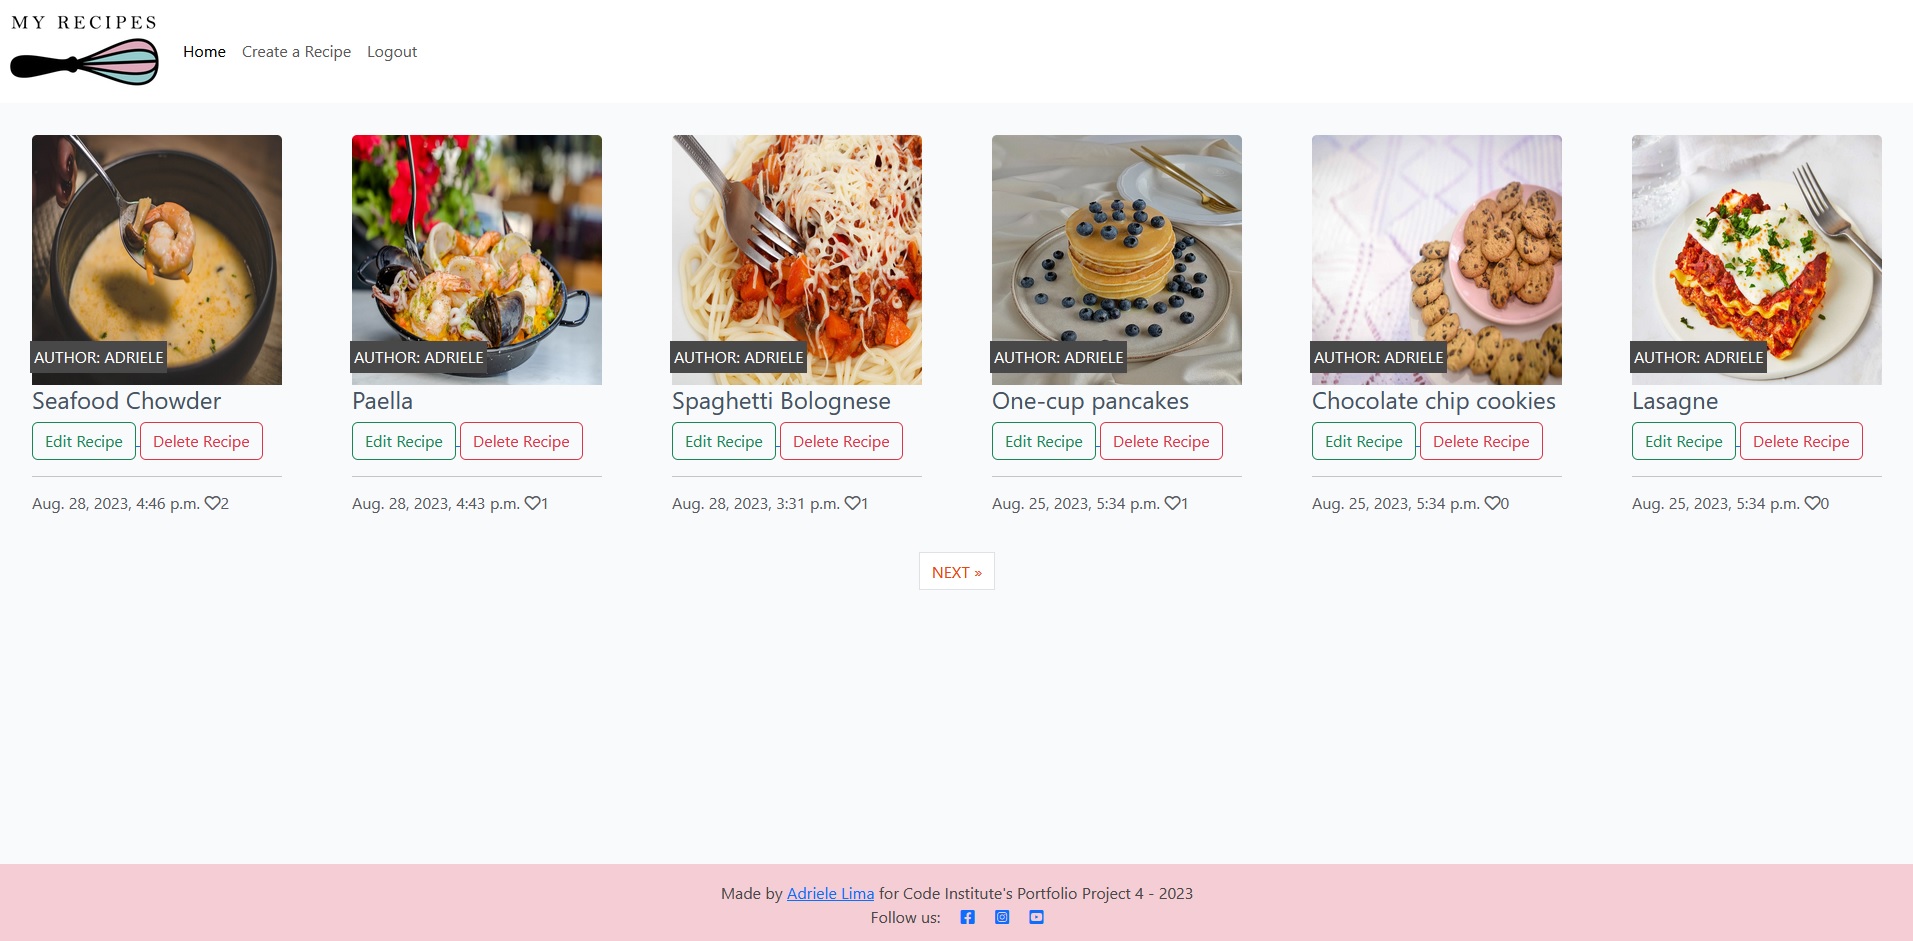 MY RECIPES
Home Create a Recipe Logout
AUTHOR: ADRIELE
Seafood Chowder
Edit Recipe Delete Recipe
Aug. 28, 2023, 4:46 p.m. 2
AUTHOR: ADRIELE
Paella
Edit Recipe Delete Recipe
Aug. 28, 2023, 4:43 p.m. 1
AUTHOR: ADRIELE
Spaghetti Bolognese
Edit Recipe Delete Recipe
Aug. 28, 2023, 3:31 p.m. 1
AUTHOR: ADRIELE
One-cup pancakes
Edit Recipe Delete Recipe
Aug. 25, 2023, 5:34 p.m. 1
AUTHOR: ADRIELE
Chocolate chip cookies
Edit Recipe Delete Recipe
Aug. 25, 2023, 5:34 p.m. 0
AUTHOR: ADRIELE
Lasagne
Edit Recipe Delete Recipe
Aug. 25, 2023, 5:34 p.m. 0
NEXT »
Made by Adriele Lima for Code Institute's Portfolio Project 4 - 2023
Follow us: